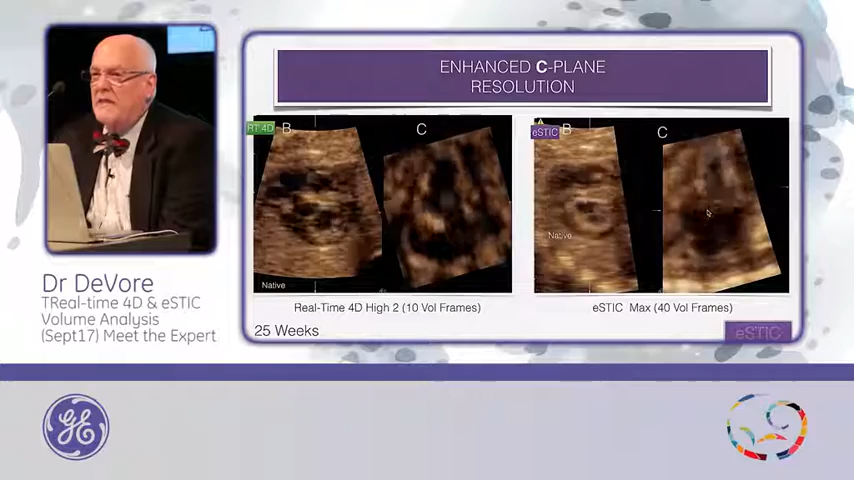 ENHANCED C-PLANE
RESOLUTION
RT 4D
B
C
eSTIC
B
C
Native
Native
Real-Time 4D High 2 (10 Vol Frames)
eSTIC Max (40 Vol Frames)
25 Weeks
eSTIC
Dr DeVore
TReal-time 4D & eSTIC
Volume Analysis
(Sept17) Meet the Expert
GE